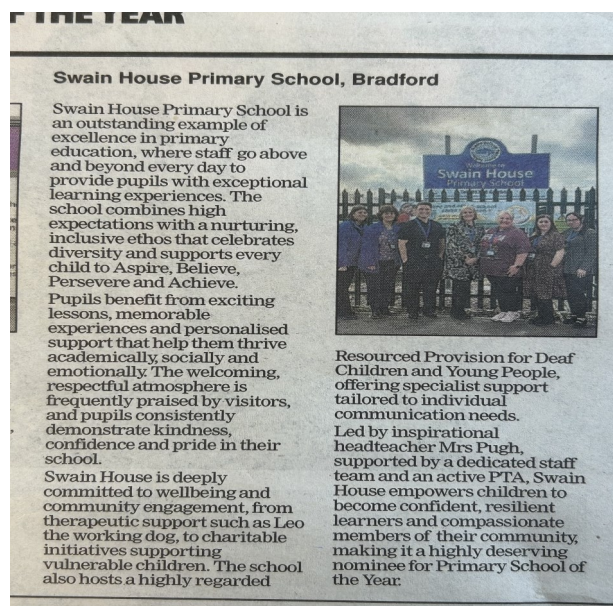 F THE YEAR
Swain House Primary School, Bradford
Swain House Primary School is
an outstanding example of
excellence in primary
education, where staff go above
and beyond every day to
provide pupils with exceptional
learning experiences. The
school combines high
expectations with a nurturing,
inclusive ethos that celebrates
diversity and supports every
child to Aspire, Believe,
Persevere and Achieve.
Pupils benefit from exciting
lessons, memorable
experiences and personalised
support that help them thrive
academically, socially and
emotionally. The welcoming,
respectful atmosphere is
frequently praised by visitors,
and pupils consistently
demonstrate kindness,
confidence and pride in their
school.
Swain House is deeply
committed to wellbeing and
community engagement, from
therapeutic support such as Leo
the working dog, to charitable
initiatives supporting
vulnerable children. The school
also hosts a highly regarded
Welcome to
Swain House
Primary School
Resourced Provision for Deaf
Children and Young People,
offering specialist support
tailored to individual
communication needs.
Led by inspirational
headteacher Mrs Pugh,
supported by a dedicated staff
team and an active PTA, Swain
House empowers children to
become confident, resilient
learners and compassionate
members of their community,
making it a highly deserving
nominee for Primary School of
the Year.